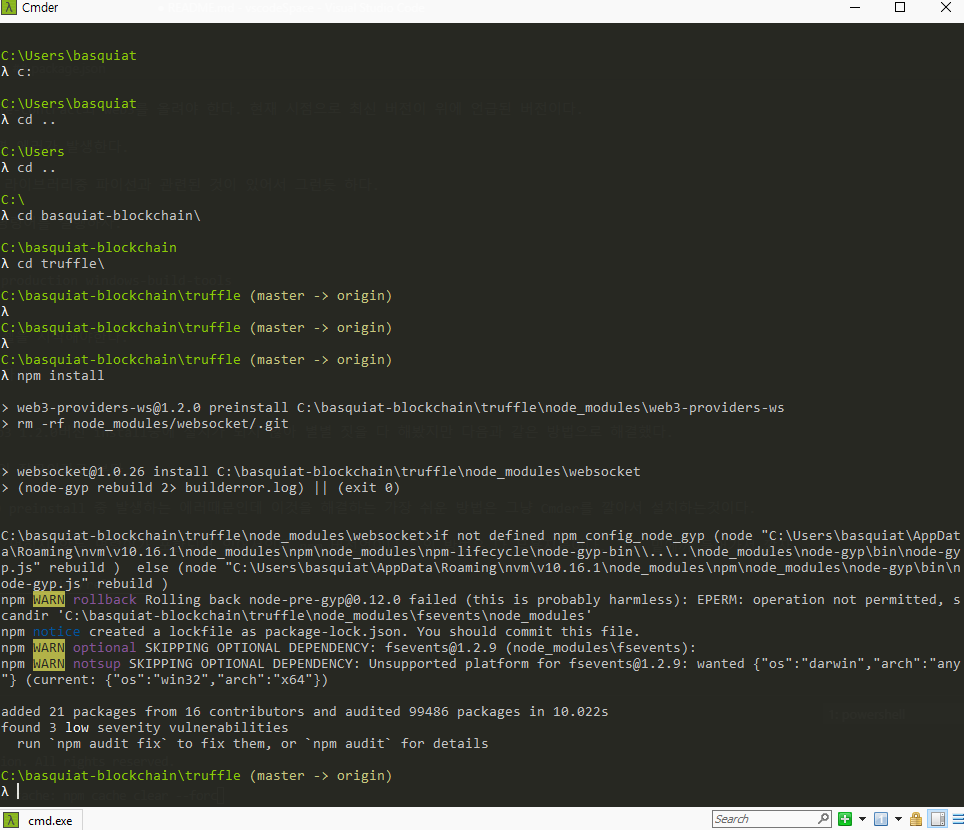 Cmder
C:\Users\basquiat
λ c:
C:\Users\basquiat
λ cd ..
C:\Users
λ cd ..
C:\
λ cd basquiat-blockchain\
C:\basquiat-blockchain
λ cd truffle\
C:\basquiat-blockchain\truffle (master -> origin)
λ
C:\basquiat-blockchain\truffle (master -> origin)
λ
C:\basquiat-blockchain\truffle (master -> origin)
λ npm install
> web3-providers-ws@1.2.0 preinstall C:\basquiat-blockchain\truffle\node_modules\web3-providers-ws
> rm -rf node_modules/websocket/.git
> websocket@1.0.26 install C:\basquiat-blockchain\truffle\node_modules\websocket
> (node-gyp rebuild 2> builderror.log) || (exit 0)
C:\basquiat-blockchain\truffle\node_modules\websocket>if not defined npm_config_node_gyp (node "C:\Users\basquiat\AppDat
a\Roaming\nvm\v10.16.1\node_modules\npm\node_modules\npm-lifecycle\node-gyp-bin\\..\..\node_modules\node-gyp\bin\node-gy
p.js" rebuild )  else (node "C:\Users\basquiat\AppData\Roaming\nvm\v10.16.1\node_modules\npm\node_modules\node-gyp\bin\n
ode-gyp.js" rebuild )
npm WARN rollback Rolling back node-pre-gyp@0.12.0 failed (this is probably harmless): EPERM: operation not permitted, s
candir 'C:\basquiat-blockchain\truffle\node_modules\fsevents\node_modules'
npm notice created a lockfile as package-lock.json. You should commit this file.
npm WARN optional SKIPPING OPTIONAL DEPENDENCY: fsevents@1.2.9 (node_modules\fsevents):
npm WARN notsup SKIPPING OPTIONAL DEPENDENCY: Unsupported platform for fsevents@1.2.9: wanted {"os":"darwin","arch":"any
"} (current: {"os":"win32","arch":"x64"})
added 21 packages from 16 contributors and audited 99486 packages in 10.022s
found 3 low severity vulnerabilities
run `npm audit fix` to fix them, or `npm audit` for details
C:\basquiat-blockchain\truffle (master -> origin)
λ
cmd.exe
Search